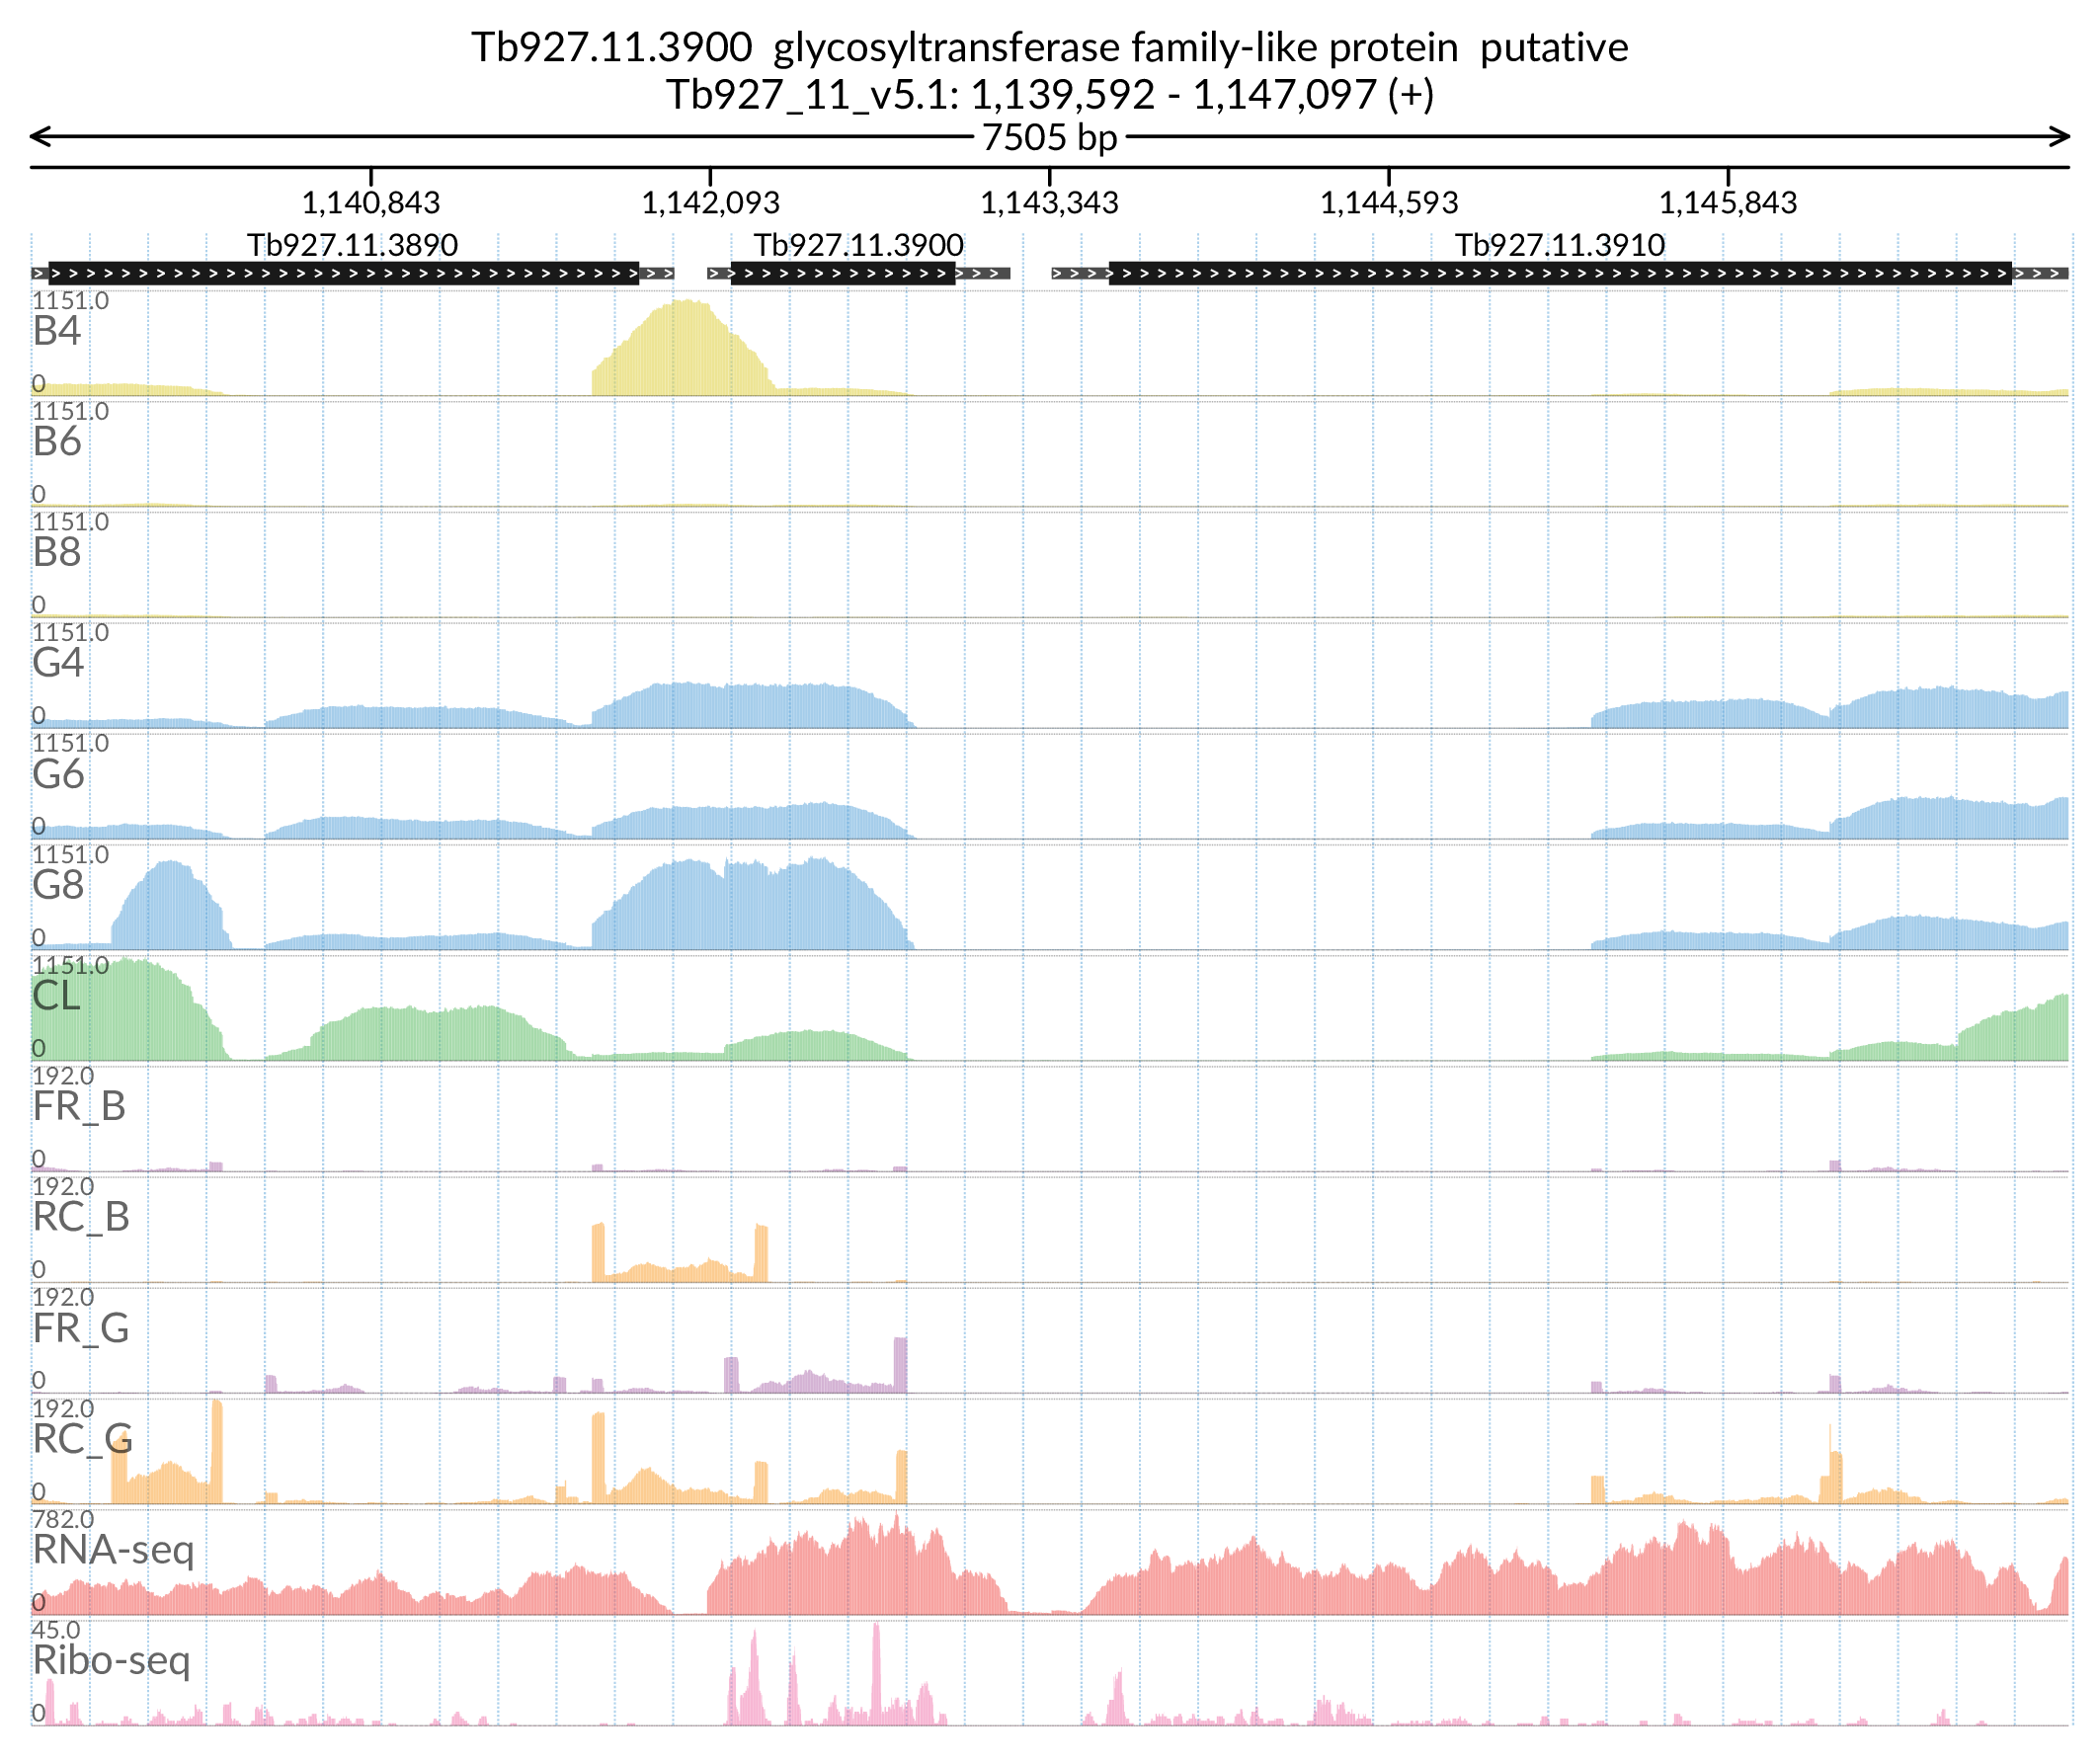 Tb927.11.3900  glycosyltransferase family-like protein  putative
Tb927_11_v5.1: 1,139,592 - 1,147,097 (+)
7505 bp
1,140,843 1,142,093 1,143,343 1,144,593 1,145,843
Tb927.11.3890 Tb927.11.3900 Tb927.11.3910
1151.0
B4
0
1151.0
B6
0
1151.0
B8
0
1151.0
G4
0
1151.0
G6
0
1151.0
G8
0
1151.0
CL
0
192.0
FR_B
0
192.0
RC_B
0
192.0
FR_G
0
192.0
RC_G
0
782.0
RNA-seq
0
45.0
Ribo-seq
0